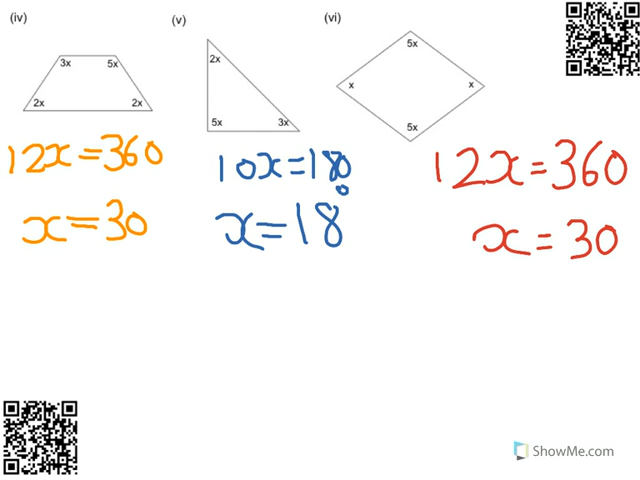 (iv)
(v)
(vi)
3x 5x
2x 2x
2x
5x 3x
5x
x x
5x
12x=360
x=30
10x=180
x=18°
12x=360
x=30
ShowMe.com